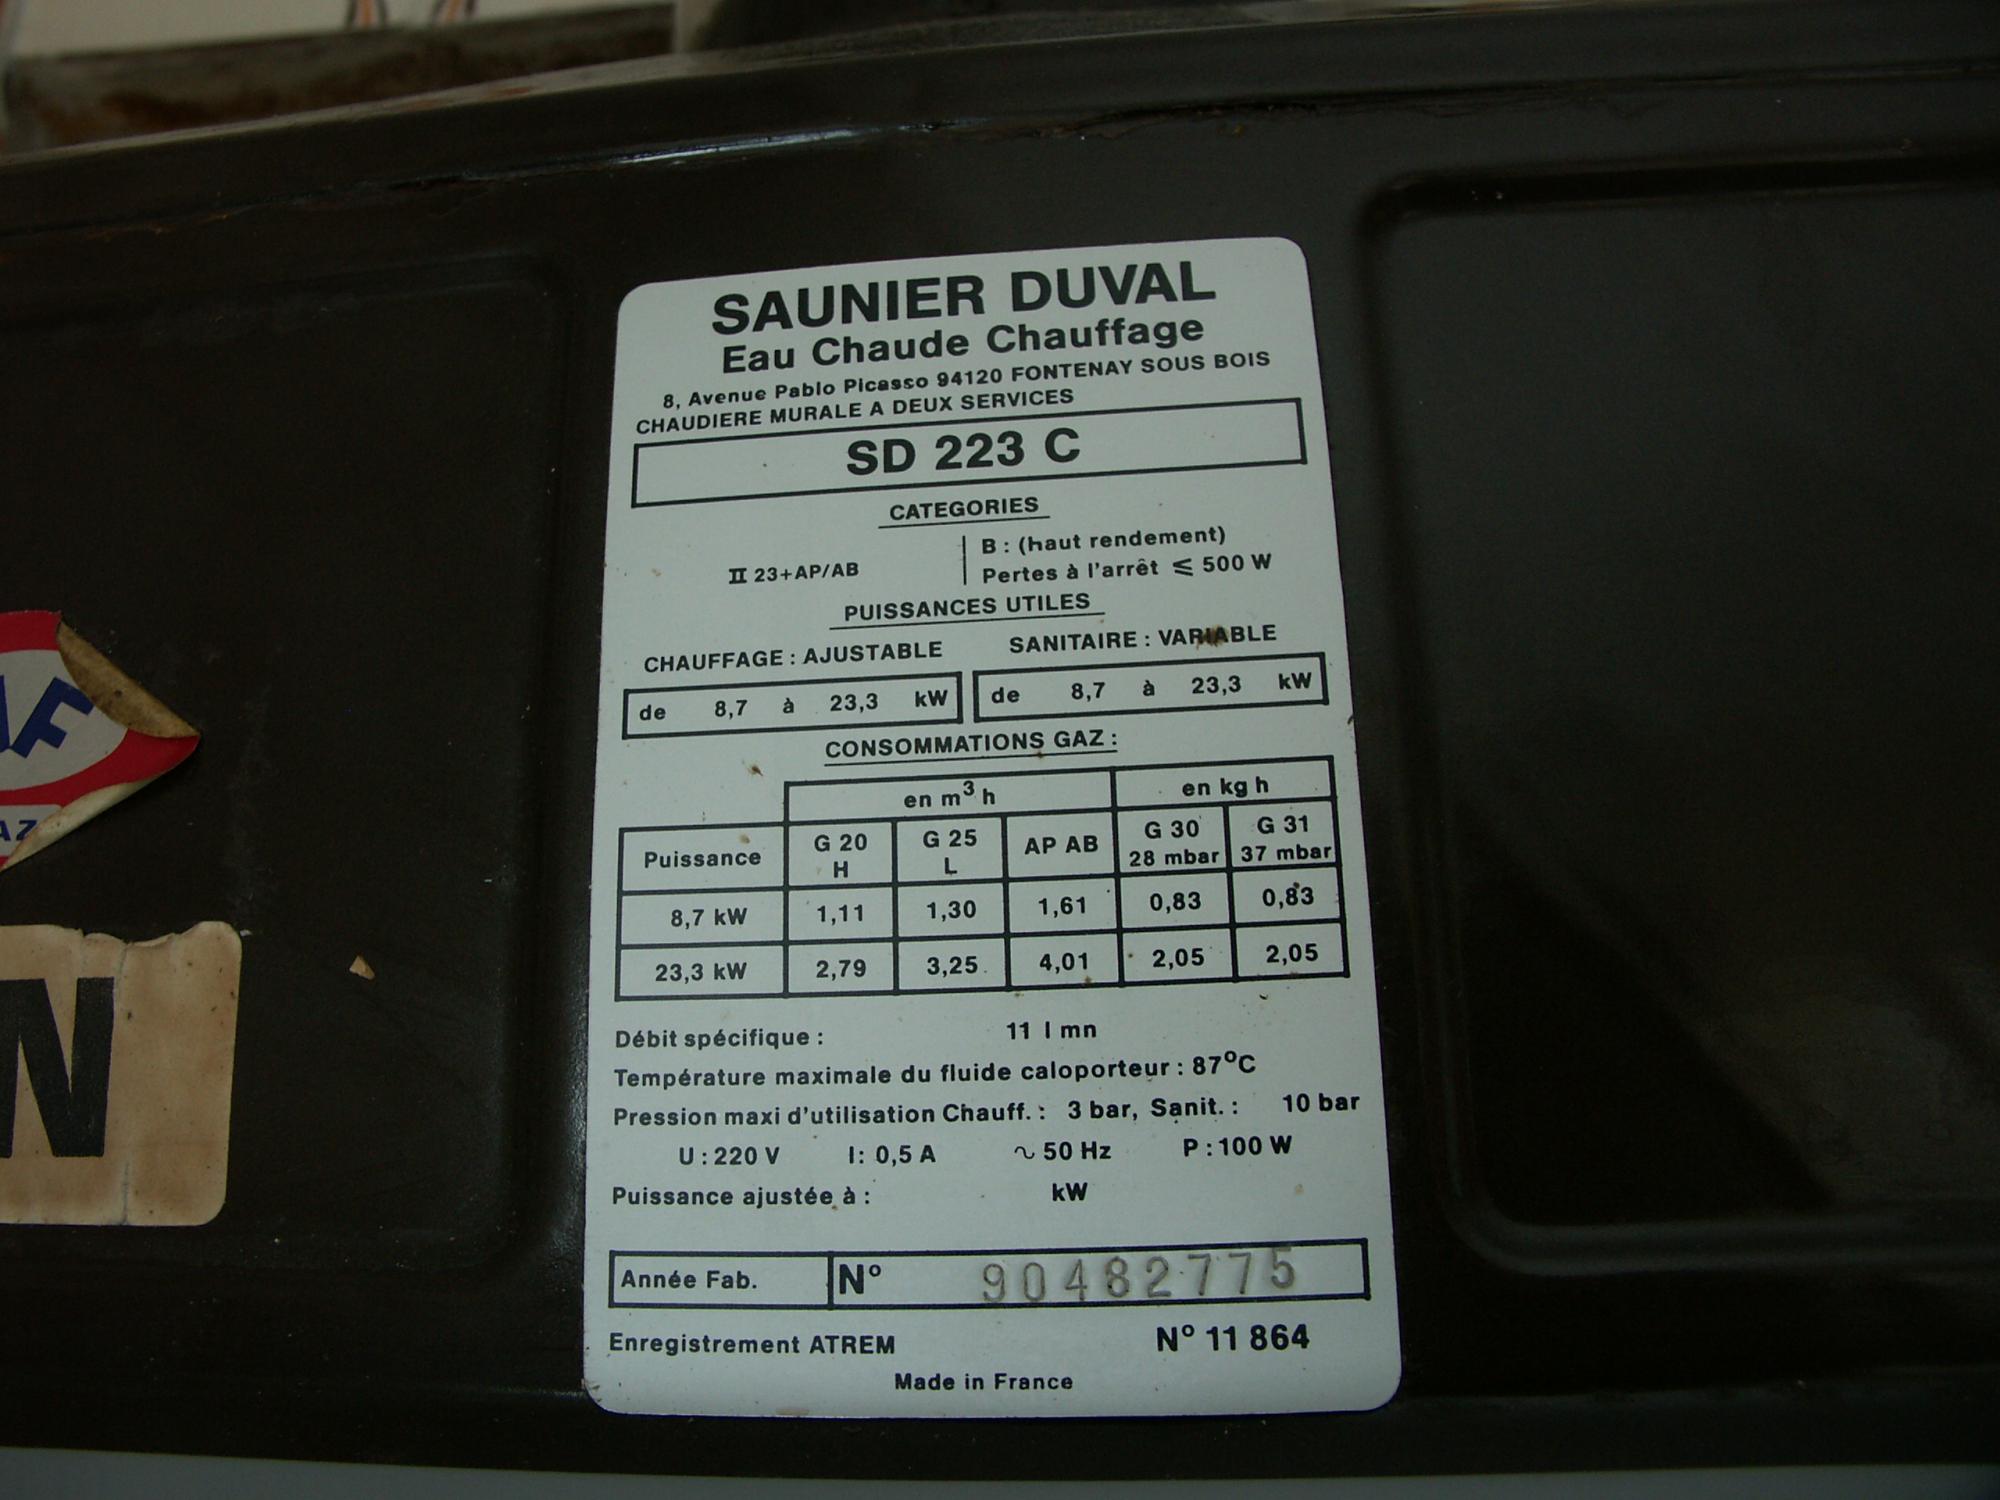 SAUNIER DUVAL
Eau Chaude Chauffage
8, Avenue Pablo Picasso 94120 FONTENAY SOUS BOIS
CHAUDIERE MURALE A DEUX SERVICES
SD 223 C
CATEGORIES
II 23+AP/AB
B : (haut rendement)
Pertes à l'arrêt ≤ 500 W
PUISSANCES UTILES
CHAUFFAGE : AJUSTABLE SANITAIRE : VARIABLE
de 8,7 à 23,3 kW de 8,7 à 23,3 kW
CONSOMMATIONS GAZ :
en m³ h en kg h
Puissance G 20 H G 25 L AP AB G 30 28 mbar G 31 37 mbar
8,7 kW 1,11 1,30 1,61 0,83 0,83
23,3 kW 2,79 3,25 4,01 2,05 2,05
Débit spécifique : 11 l mn
Température maximale du fluide caloporteur : 87°C
Pression maxi d'utilisation Chauff. : 3 bar, Sanit. : 10 bar
U : 220 V I : 0,5 A ~ 50 Hz P : 100 W
Puissance ajustée à : kW
Année Fab. N° 90482775
Enregistrement ATREM N° 11 864
Made in France
AF
AZ
N